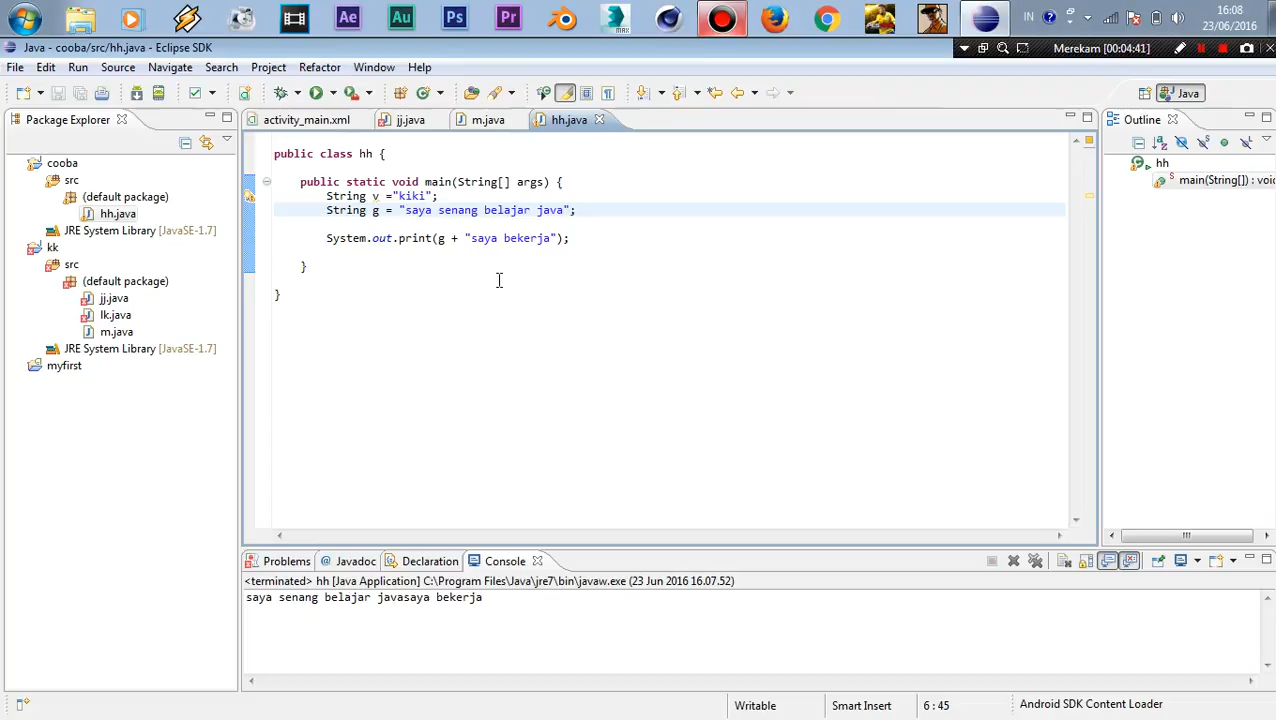 Ae
Au
Ps
Pr
MAX
IN
16:08
23/06/2016
Java - cooba/src/hh.java - Eclipse SDK
Merekam [00:04:41]
File Edit Run Source Navigate Search Project Refactor Window Help
Java
Package Explorer
activity_main.xml
jj.java
m.java
hh.java
Outline
cooba
src
(default package)
hh.java
JRE System Library [JavaSE-1.7]
kk
src
(default package)
jj.java
lk.java
m.java
JRE System Library [JavaSE-1.7]
myfirst
public class hh {
public static void main(String[] args) {
String v ="kiki";
String g = "saya senang belajar java";
System.out.print(g + "saya bekerja");
}
}
hh
main(String[]) : void
Problems
@ Javadoc
Declaration
Console
<terminated> hh [Java Application] C:\Program Files\Java\jre7\bin\javaw.exe (23 Jun 2016 16.07.52)
saya senang belajar javasaya bekerja
Writable
Smart Insert
6 : 45
Android SDK Content Loader